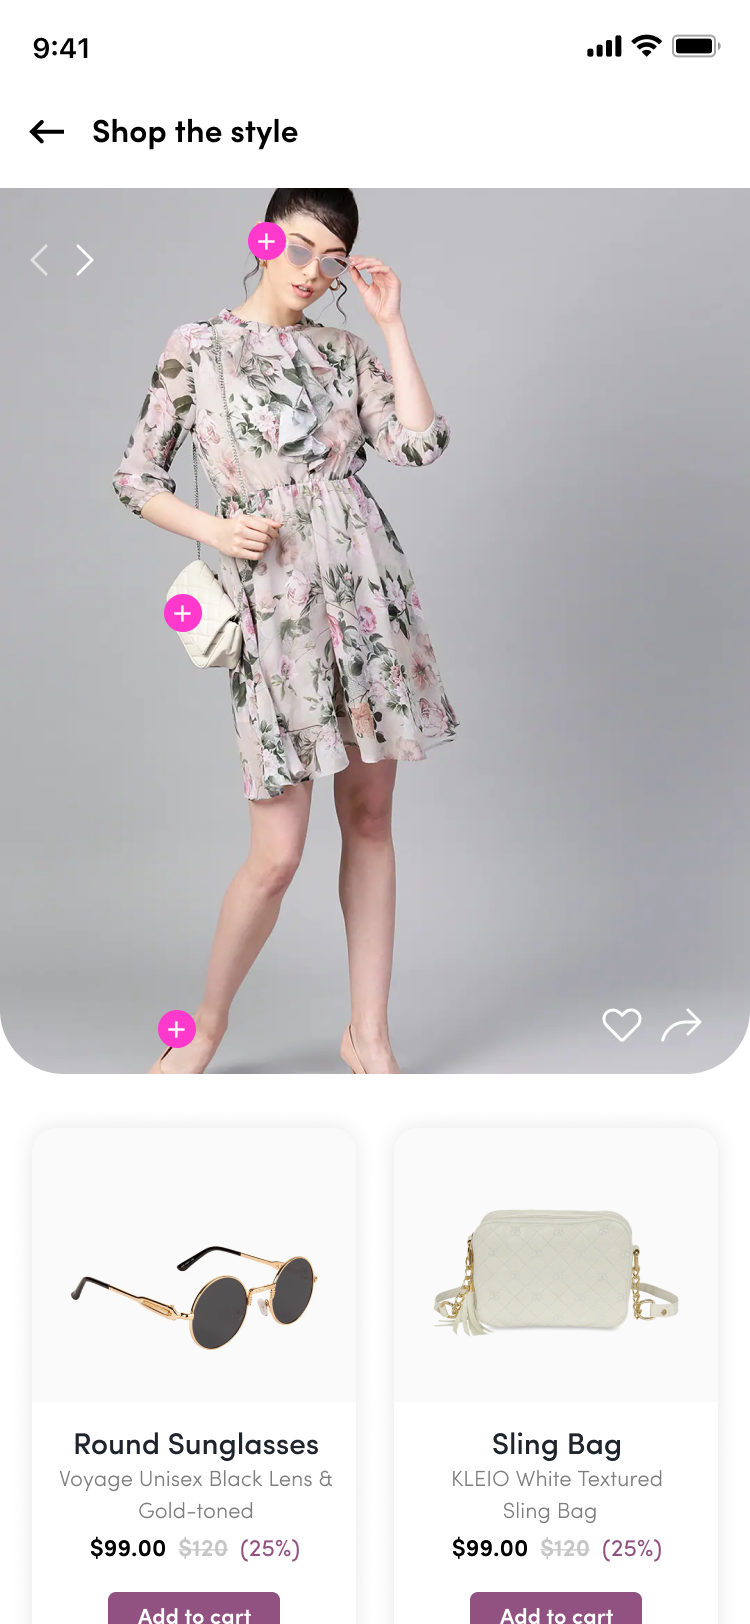 9:41
Shop the style
Round Sunglasses
Voyage Unisex Black Lens &
Gold-toned
$99.00 $120 (25%)
Add to cart
Sling Bag
KLEIO White Textured
Sling Bag
$99.00 $120 (25%)
Add to cart